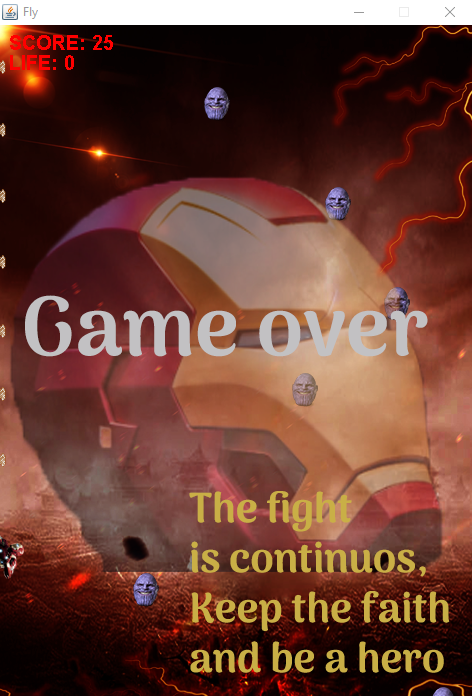 Fly
SCORE: 25
LIFE: 0
Game over
The fight
is continuos,
Keep the faith
and be a hero